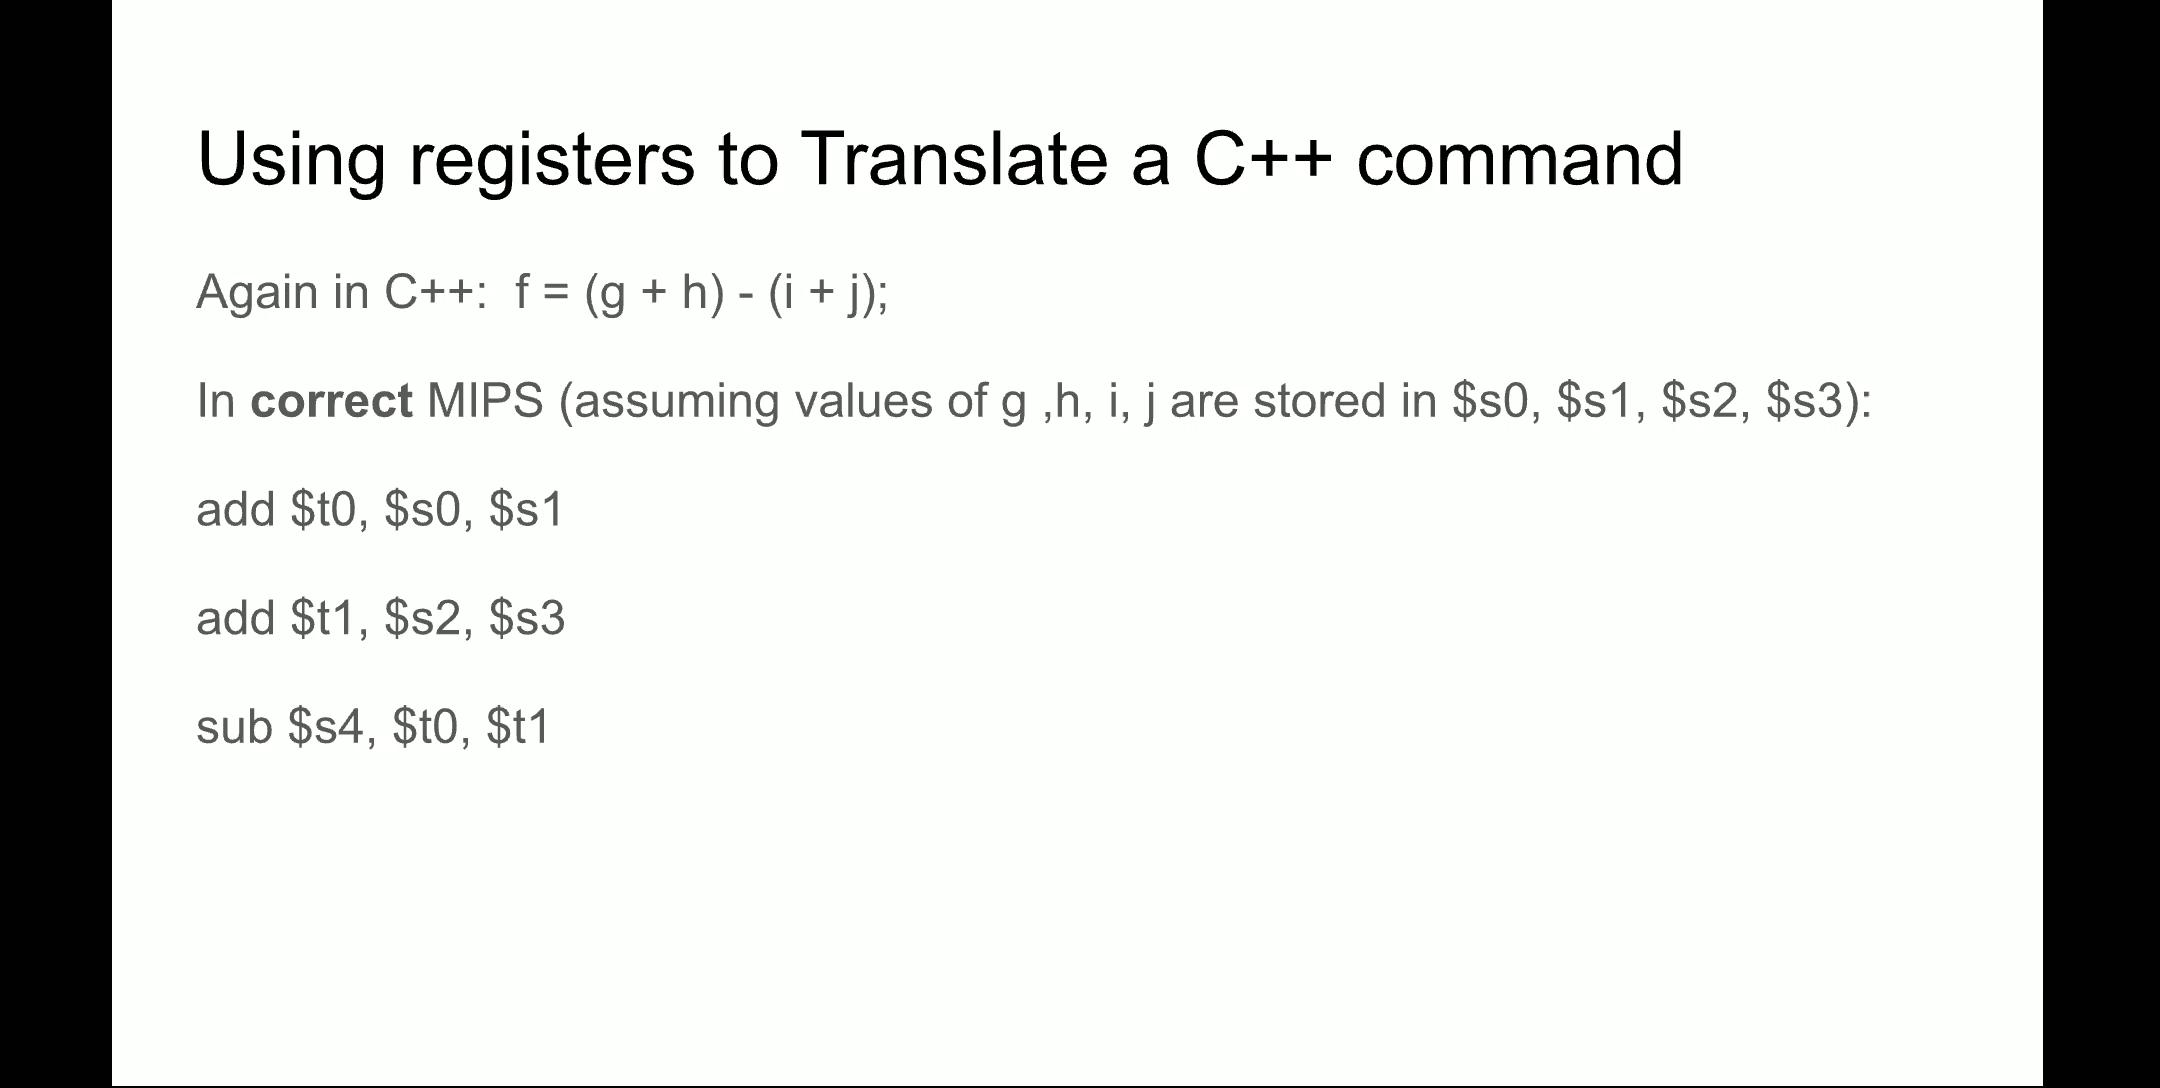 Using registers to Translate a C++ command
Again in C++:  f = (g + h) - (i + j);
In correct MIPS (assuming values of g ,h, i, j are stored in $s0, $s1, $s2, $s3):
add $t0, $s0, $s1
add $t1, $s2, $s3
sub $s4, $t0, $t1